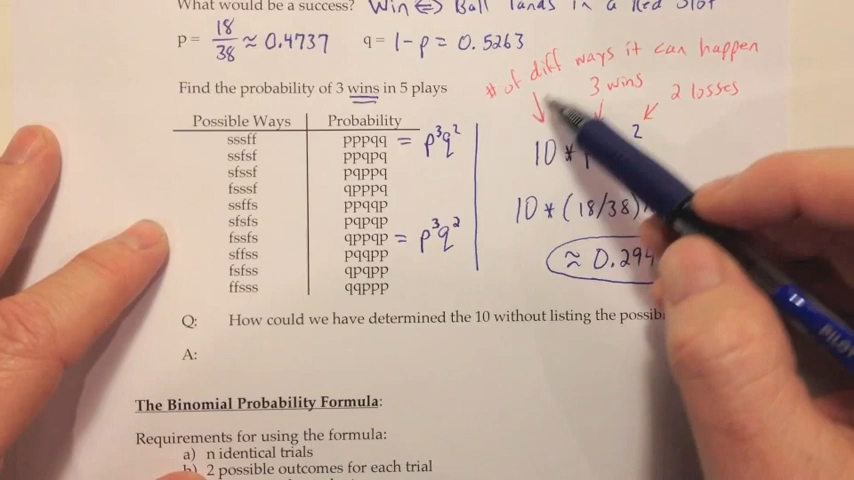 What would be a success? Win <=> Ball lands in a Red Slot
p = 18/38 ≈ 0.4737 q = 1-p = 0.5263
# of diff ways it can happen
Find the probability of 3 wins in 5 plays
3 wins
2 losses
Possible Ways Probability
sssff pppqq = p³q²
ssfsf ppqpq
sfssf pqppq
fsssf qpppq
ssffs ppqqp
sfsfs pqpqp
fssfs qppqp = p³q²
sffss pqqpp
fsfss qpqpp
ffsss qqppp
10 * 2
10 * (18/38)
≈ 0.294
Q: How could we have determined the 10 without listing the
A:
The Binomial Probability Formula:
Requirements for using the formula:
a) n identical trials
b) 2 possible outcomes for each trial
PILOT